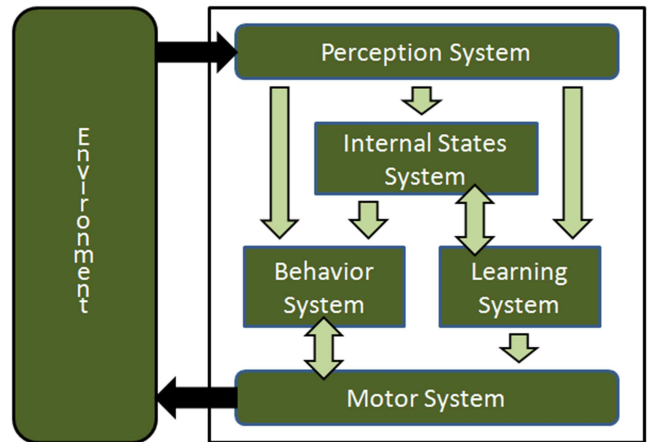 Environment
Perception System
Internal States
System
Behavior
System
Learning
System
Motor System